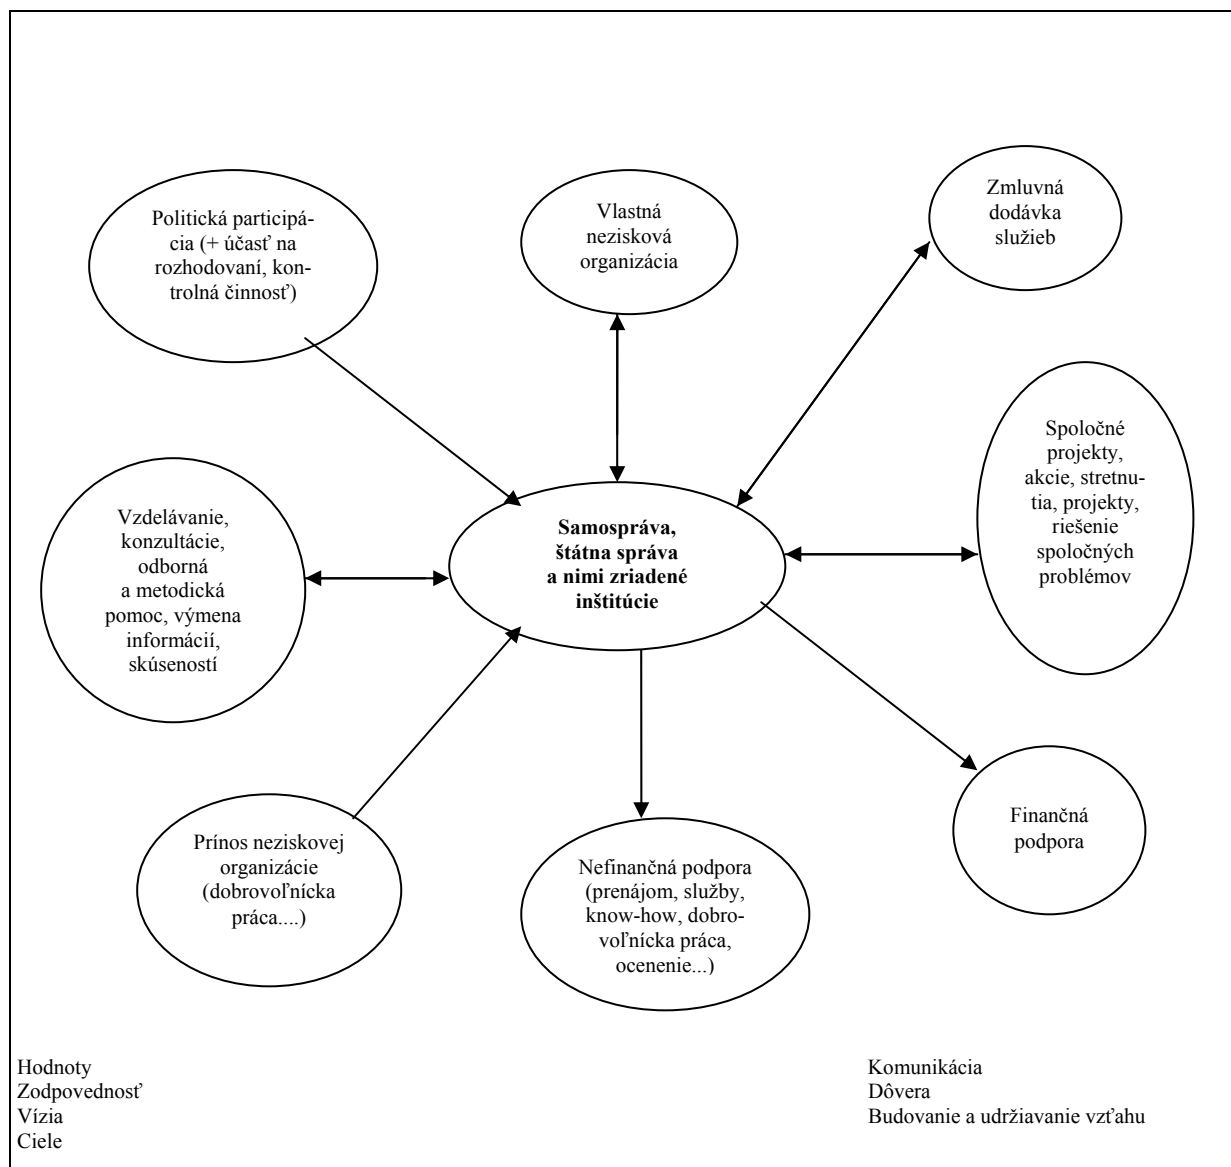 Politická participá-
cia (+ účasť na
rozhodovaní, kon-
trolná činnosť)
Vlastná
nezisková
organizácia
Zmluvná
dodávka
služieb
Spoločné
projekty,
akcie, stretnu-
tia, projekty,
riešenie
spoločných
problémov
Vzdelávanie,
konzultácie,
odborná
a metodická
pomoc, výmena
informácií,
skúseností
Samospráva,
štátna správa
a nimi zriadené
inštitúcie
Prínos neziskovej
organizácie
(dobrovoľnícka
práca....)
Nefinančná podpora
(prenájom, služby,
know-how, dobro-
voľnícka práca,
ocenenie...)
Finančná
podpora
Hodnoty
Zodpovednosť
Vízia
Ciele
Komunikácia
Dôvera
Budovanie a udržiavanie vzťahu